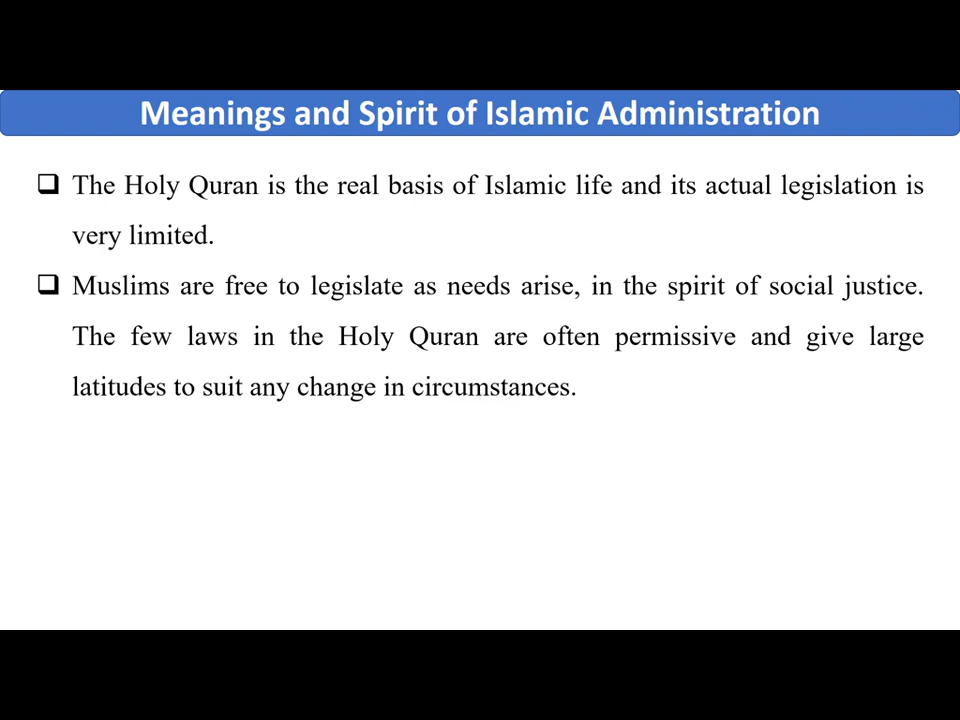 Meanings and Spirit of Islamic Administration
The Holy Quran is the real basis of Islamic life and its actual legislation is
very limited.
Muslims are free to legislate as needs arise, in the spirit of social justice.
The few laws in the Holy Quran are often permissive and give large
latitudes to suit any change in circumstances.